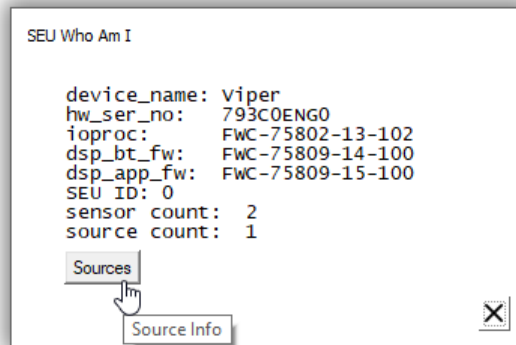 SEU Who Am I
device_name: Viper
hw_ser_no: 793C0ENG0
ioproc: FWC-75802-13-102
dsp_bt_fw: FWC-75809-14-100
dsp_app_fw: FWC-75809-15-100
SEU ID: 0
sensor count: 2
source count: 1
Sources
Source Info